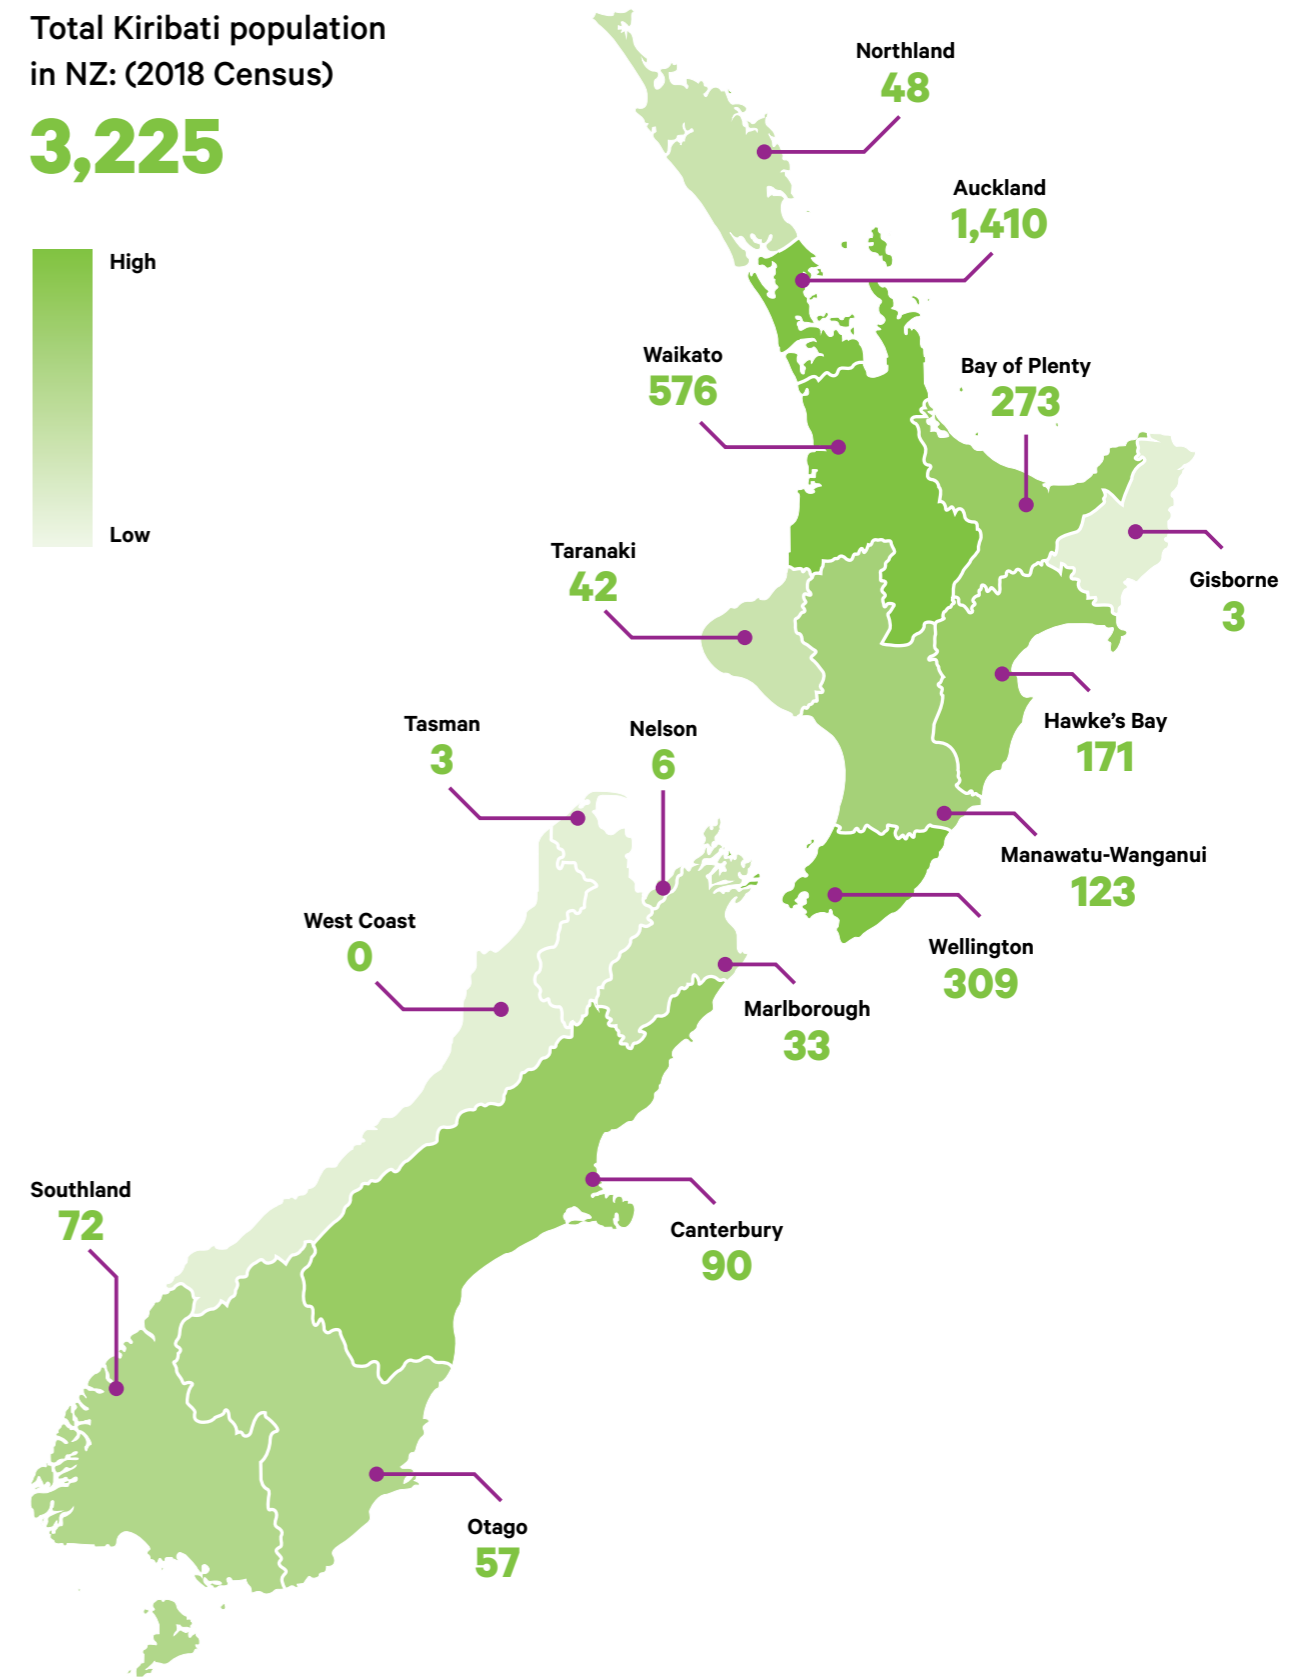 Total Kiribati population
in NZ: (2018 Census)
3,225
High
Low
Northland
48
Auckland
1,410
Waikato
576
Bay of Plenty
273
Taranaki
42
Gisborne
3
Hawke’s Bay
171
Tasman
3
Nelson
6
Manawatu-Wanganui
123
West Coast
0
Wellington
309
Marlborough
33
Southland
72
Canterbury
90
Otago
57